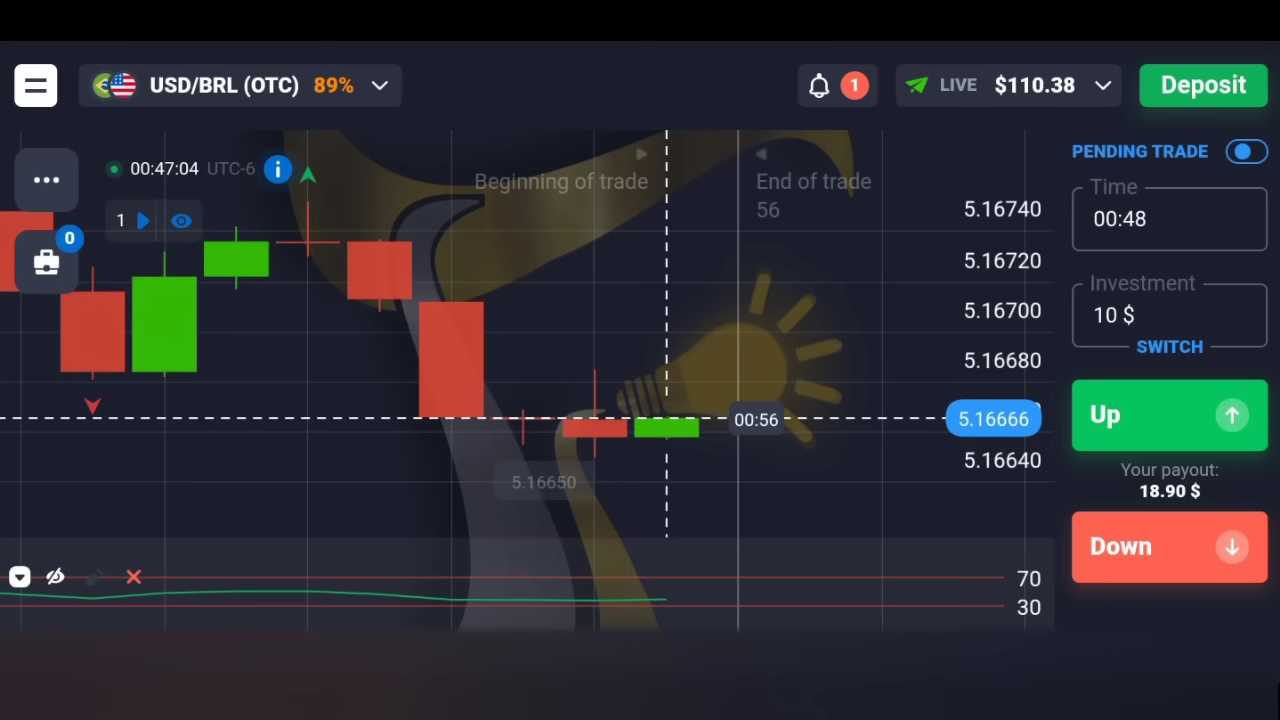 USD/BRL (OTC) 89%
1
LIVE $110.38
Deposit
00:47:04 UTC-6
i
1
0
Beginning of trade
End of trade
56
5.16740
5.16720
5.16700
5.16680
00:56
5.16666
5.16640
5.16650
70
30
PENDING TRADE
Time
00:48
Investment
10 $
SWITCH
Up
Your payout:
18.90 $
Down